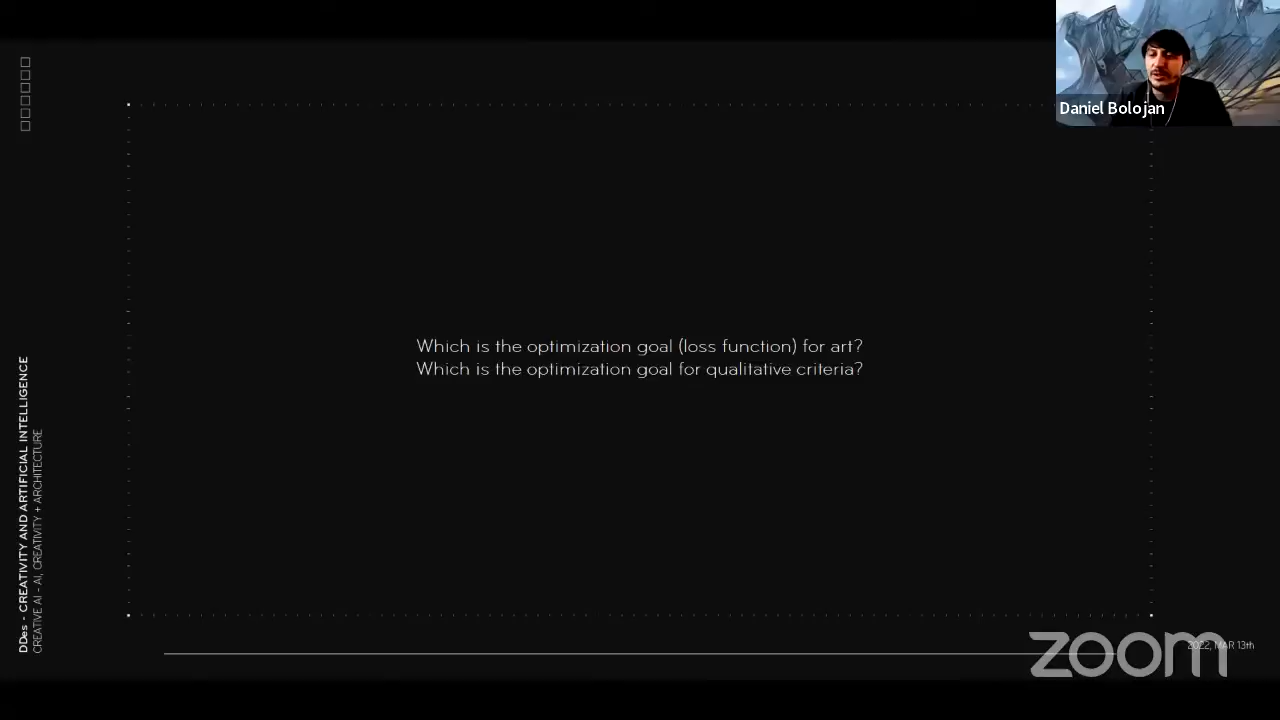 Daniel Bolojan
Which is the optimization goal (loss function) for art?
Which is the optimization goal for qualitative criteria?
DDes - CREATIVITY AND ARTIFICIAL INTELLIGENCE
CREATIVE AI - AI, CREATIVITY + ARCHITECTURE
zoom
2022, MAR 13th